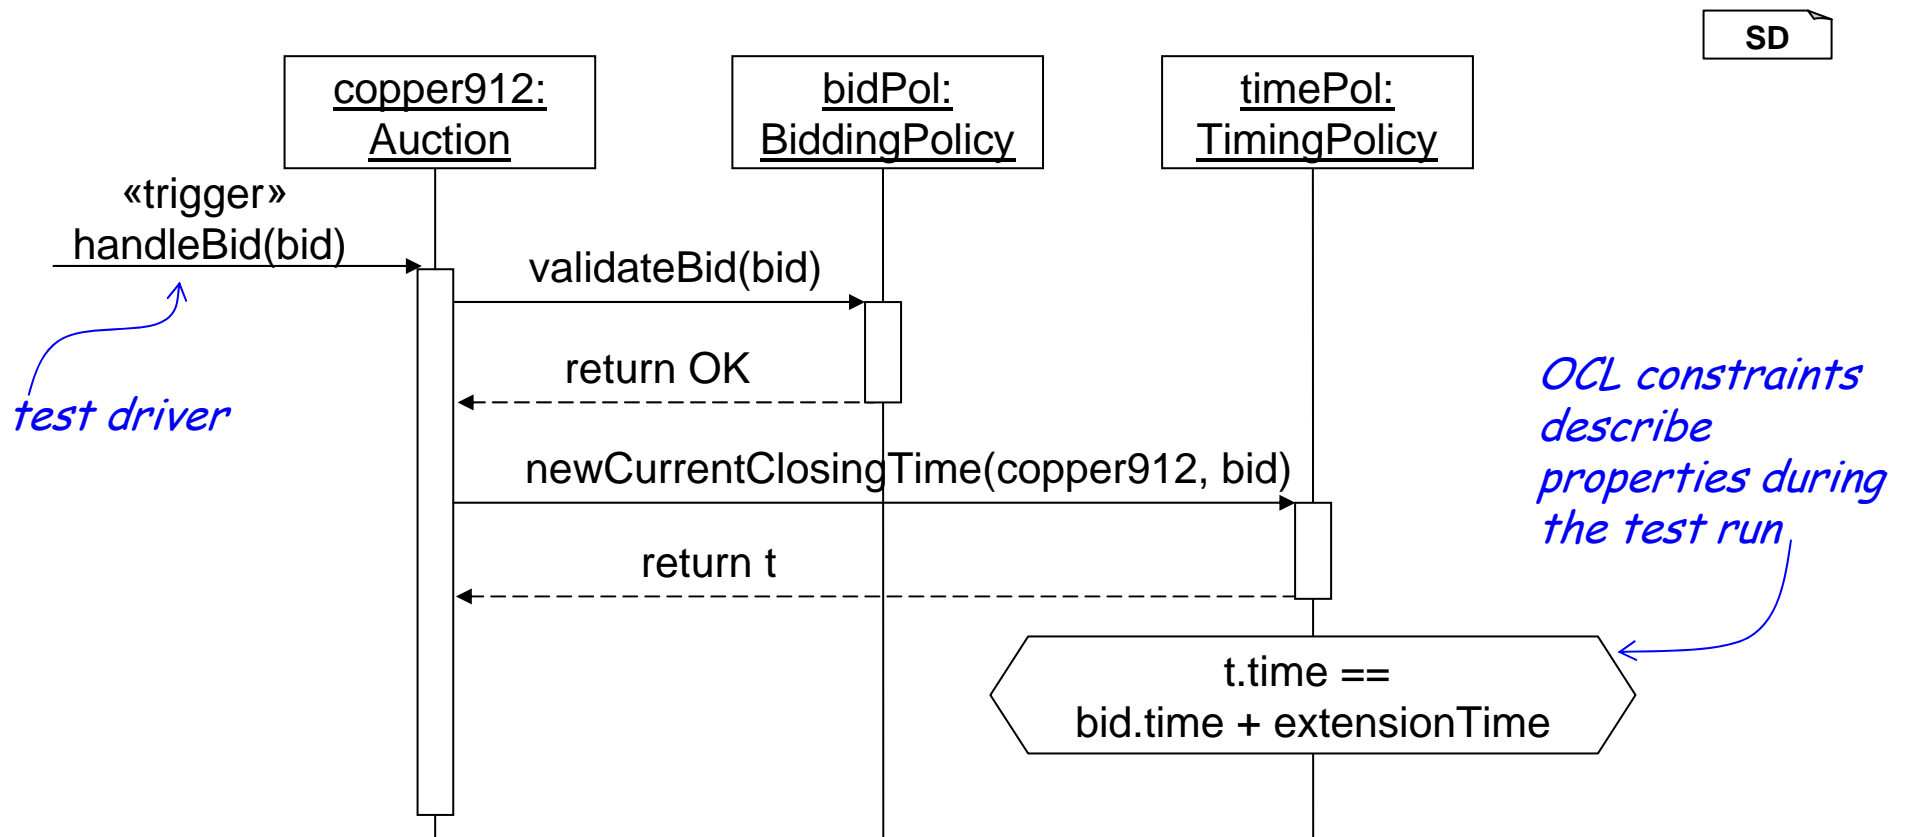 SD
copper912:
Auction
bidPol:
BiddingPolicy
timePol:
TimingPolicy
«trigger»
handleBid(bid)
validateBid(bid)
return OK
test driver
OCL constraints
describe
properties during
the test run
newCurrentClosingTime(copper912, bid)
return t
t.time ==
bid.time + extensionTime